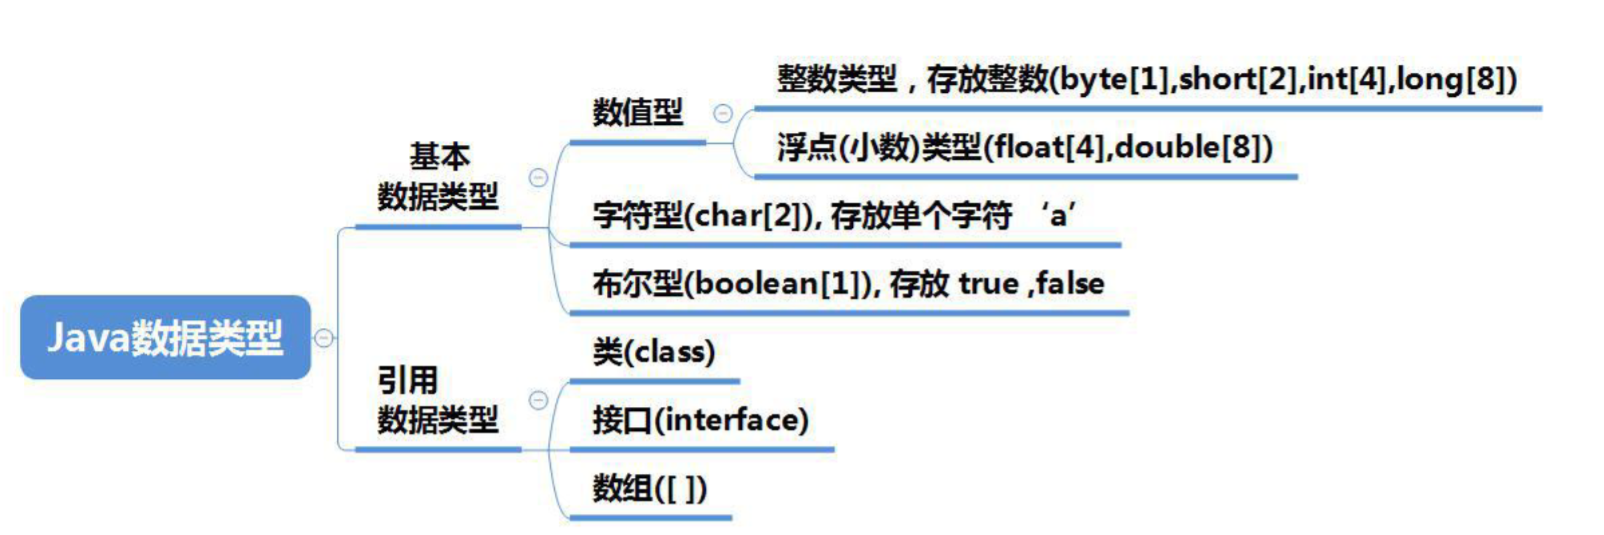 整数类型，存放整数(byte[1],short[2],int[4],long[8])
数值型
浮点(小数)类型(float[4],double[8])
基本
数据类型
字符型(char[2]), 存放单个字符 ‘a’
布尔型(boolean[1]), 存放 true ,false
Java数据类型
类(class)
引用
数据类型
接口(interface)
数组([ ])